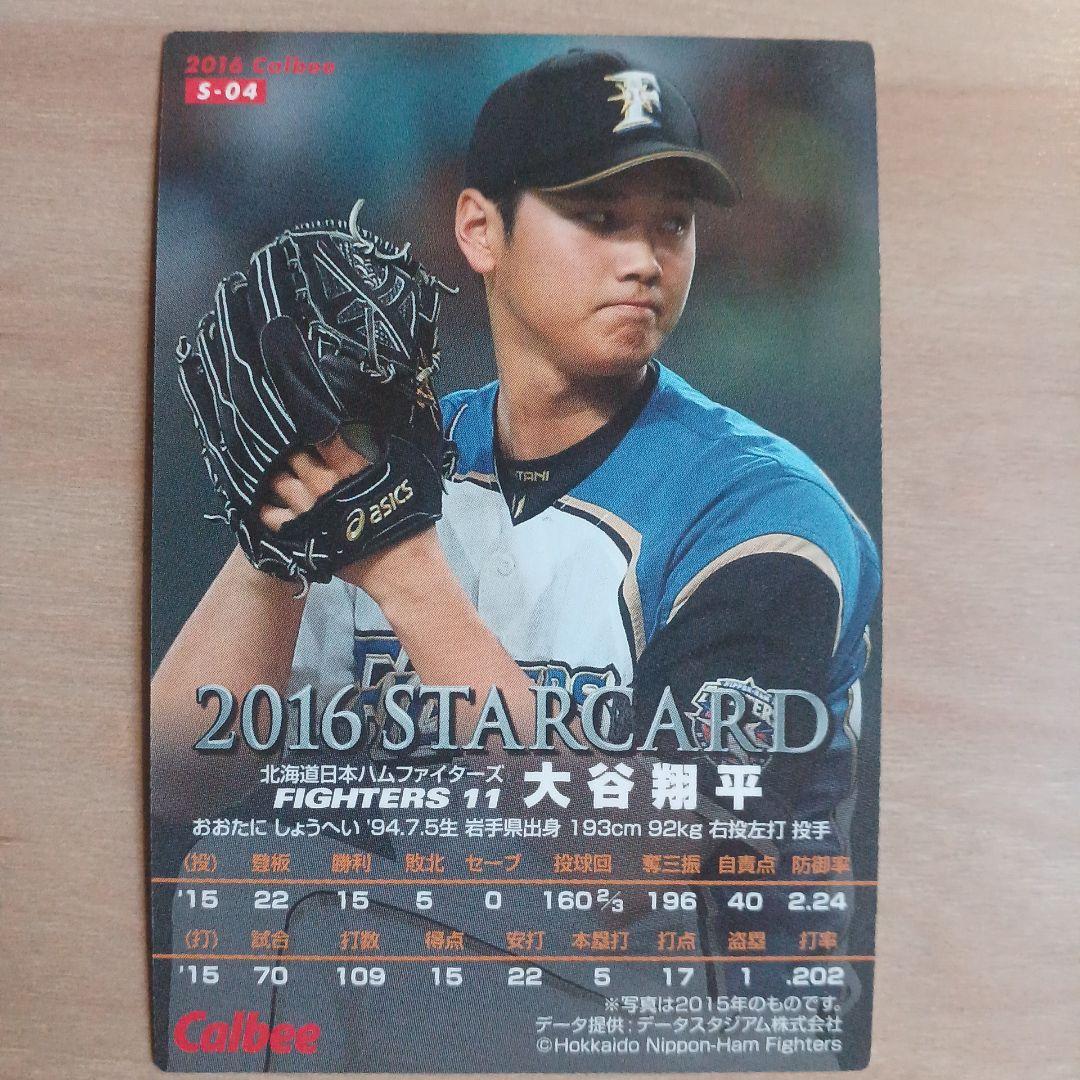 2016 Calbee
S-04
F
TANI
asics
2016 STARCARD
北海道日本ハムファイターズ
FIGHTERS 11 大谷翔平
おおたに しょうへい '94.7.5生 岩手県出身 193cm 92kg 右投左打 投手
(投) 登板 勝利 敗北 セーブ 投球回 奪三振 自責点 防御率
'15 22 15 5 0 160 2/3 196 40 2.24
(打) 試合 打数 得点 安打 本塁打 打点 盗塁 打率
'15 70 109 15 22 5 17 1 .202
※写真は2015年のものです。
データ提供：データスタジアム株式会社
Calbee
©Hokkaido Nippon-Ham Fighters